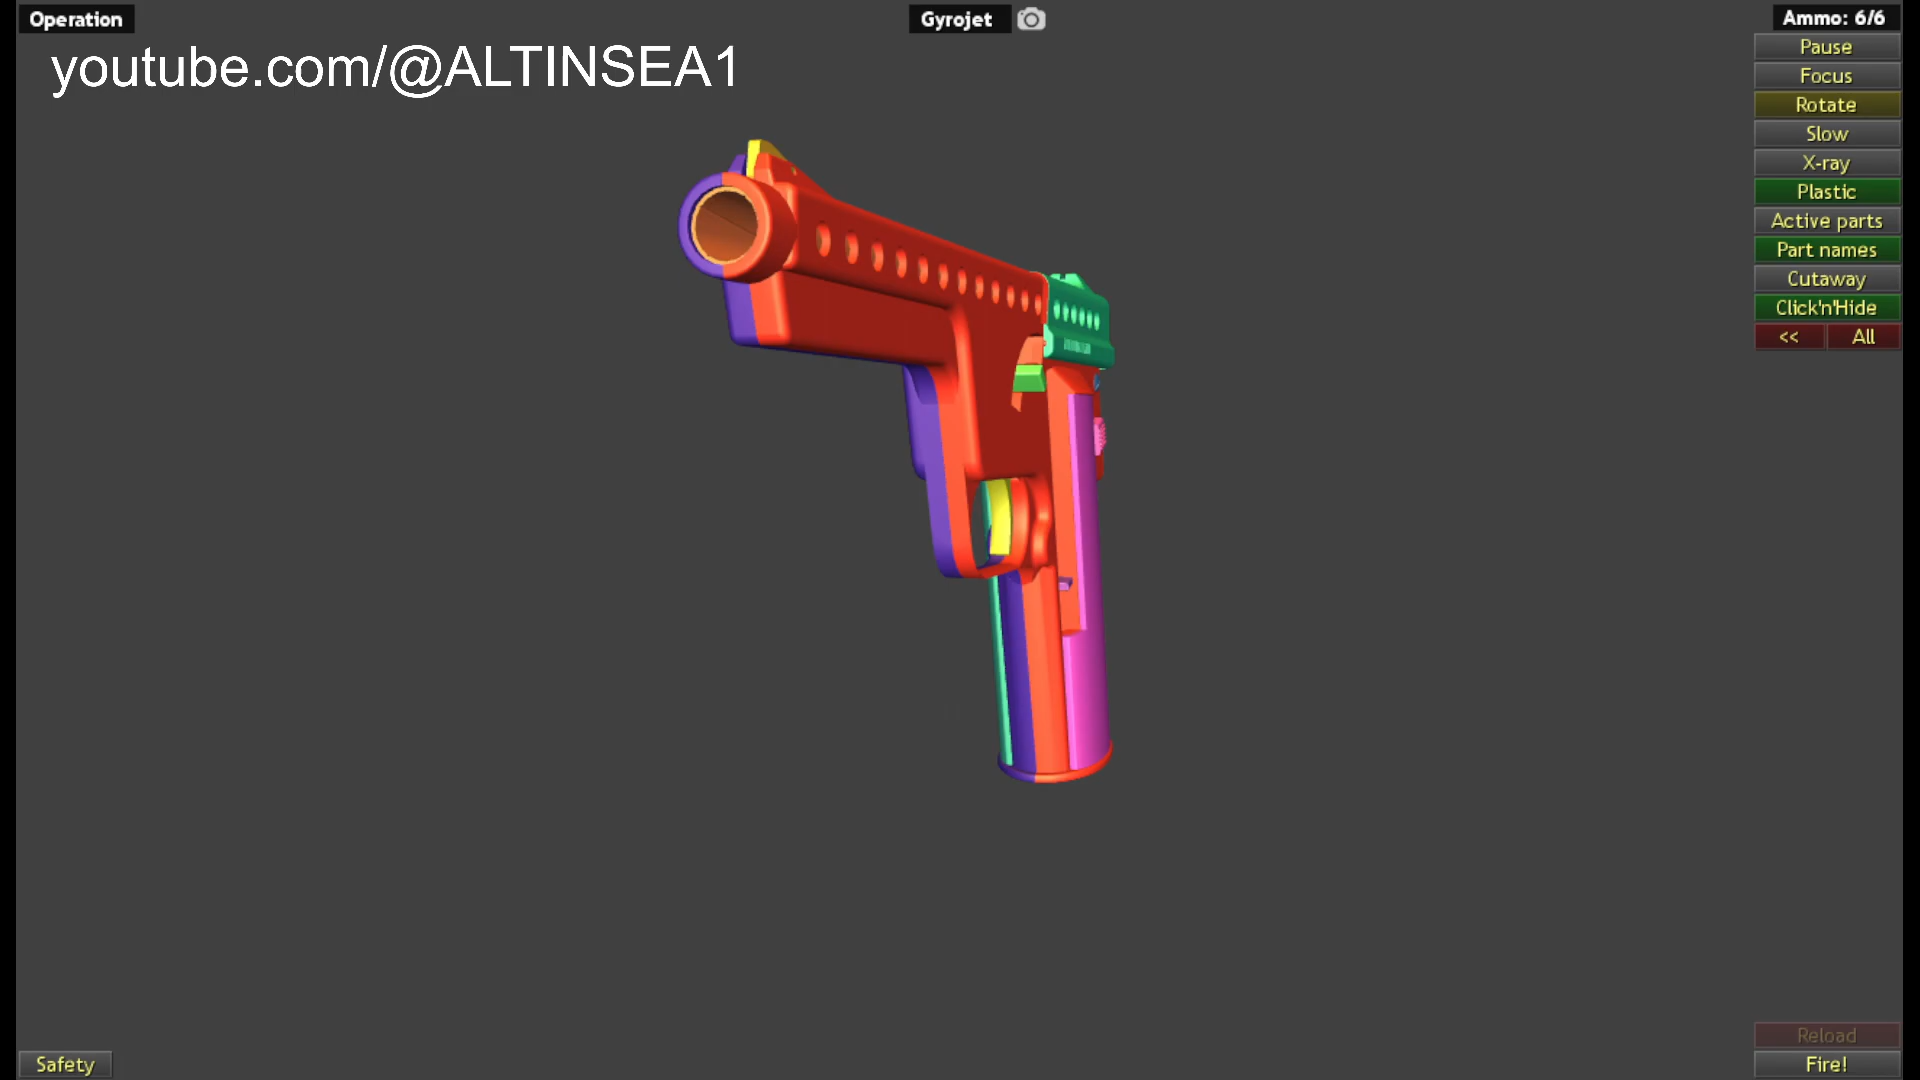 Operation
Gyrojet
Ammo: 6/6
youtube.com/@ALTINSEA1
Pause
Focus
Rotate
Slow
X-ray
Plastic
Active parts
Part names
Cutaway
Click'n'Hide
<< All
Reload
Safety
Fire!